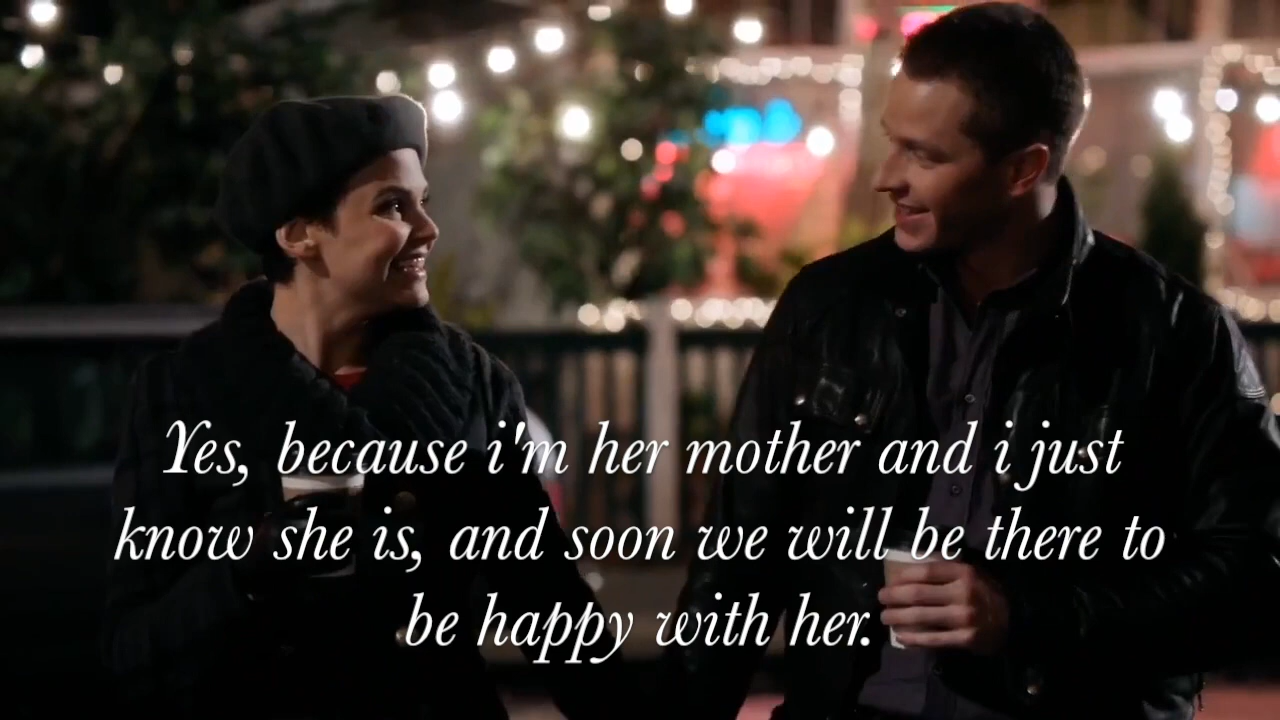 Yes, because i'm her mother and i just
know she is, and soon we will be there to
be happy with her.